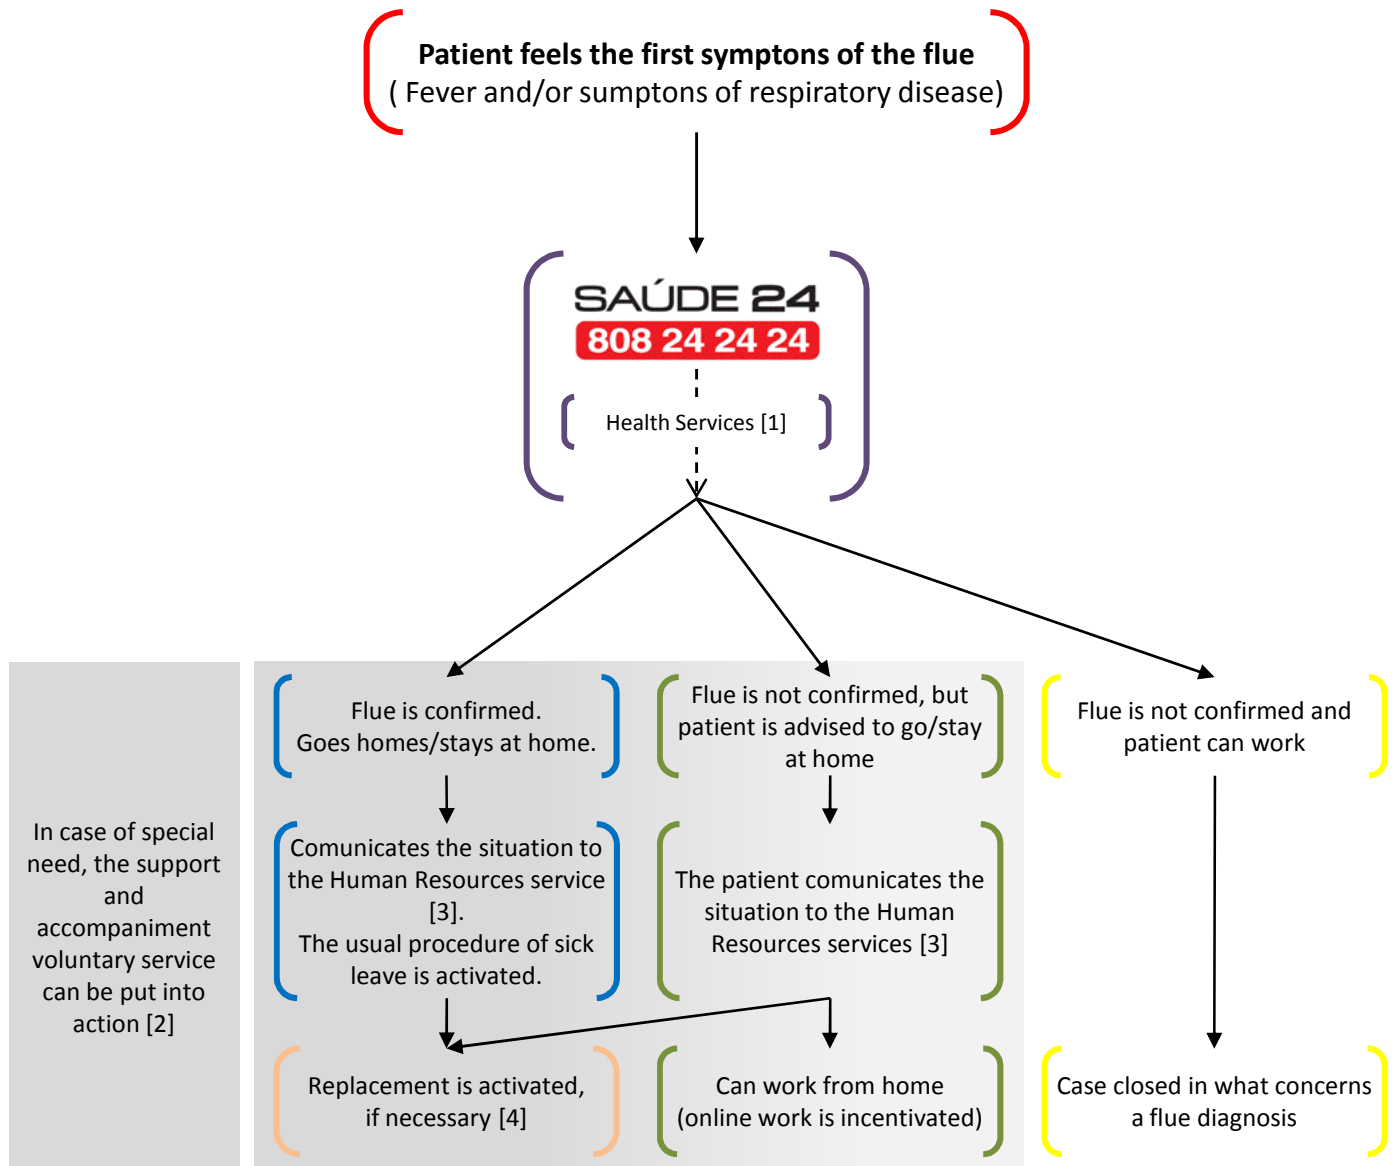 Patient feels the first symptons of the flue
( Fever and/or sumptons of respiratory disease)
SAÚDE 24
808 24 24 24
Health Services [1]
In case of special
need, the support
and
accompaniment
voluntary service
can be put into
action [2]
Flue is confirmed.
Goes homes/stays at home.
Flue is not confirmed, but
patient is advised to go/stay
at home
Flue is not confirmed and
patient can work
Comunicates the situation to
the Human Resources service
[3].
The usual procedure of sick
leave is activated.
The patient comunicates the
situation to the Human
Resources services [3]
Replacement is activated,
if necessary [4]
Can work from home
(online work is incentivated)
Case closed in what concerns
a flue diagnosis